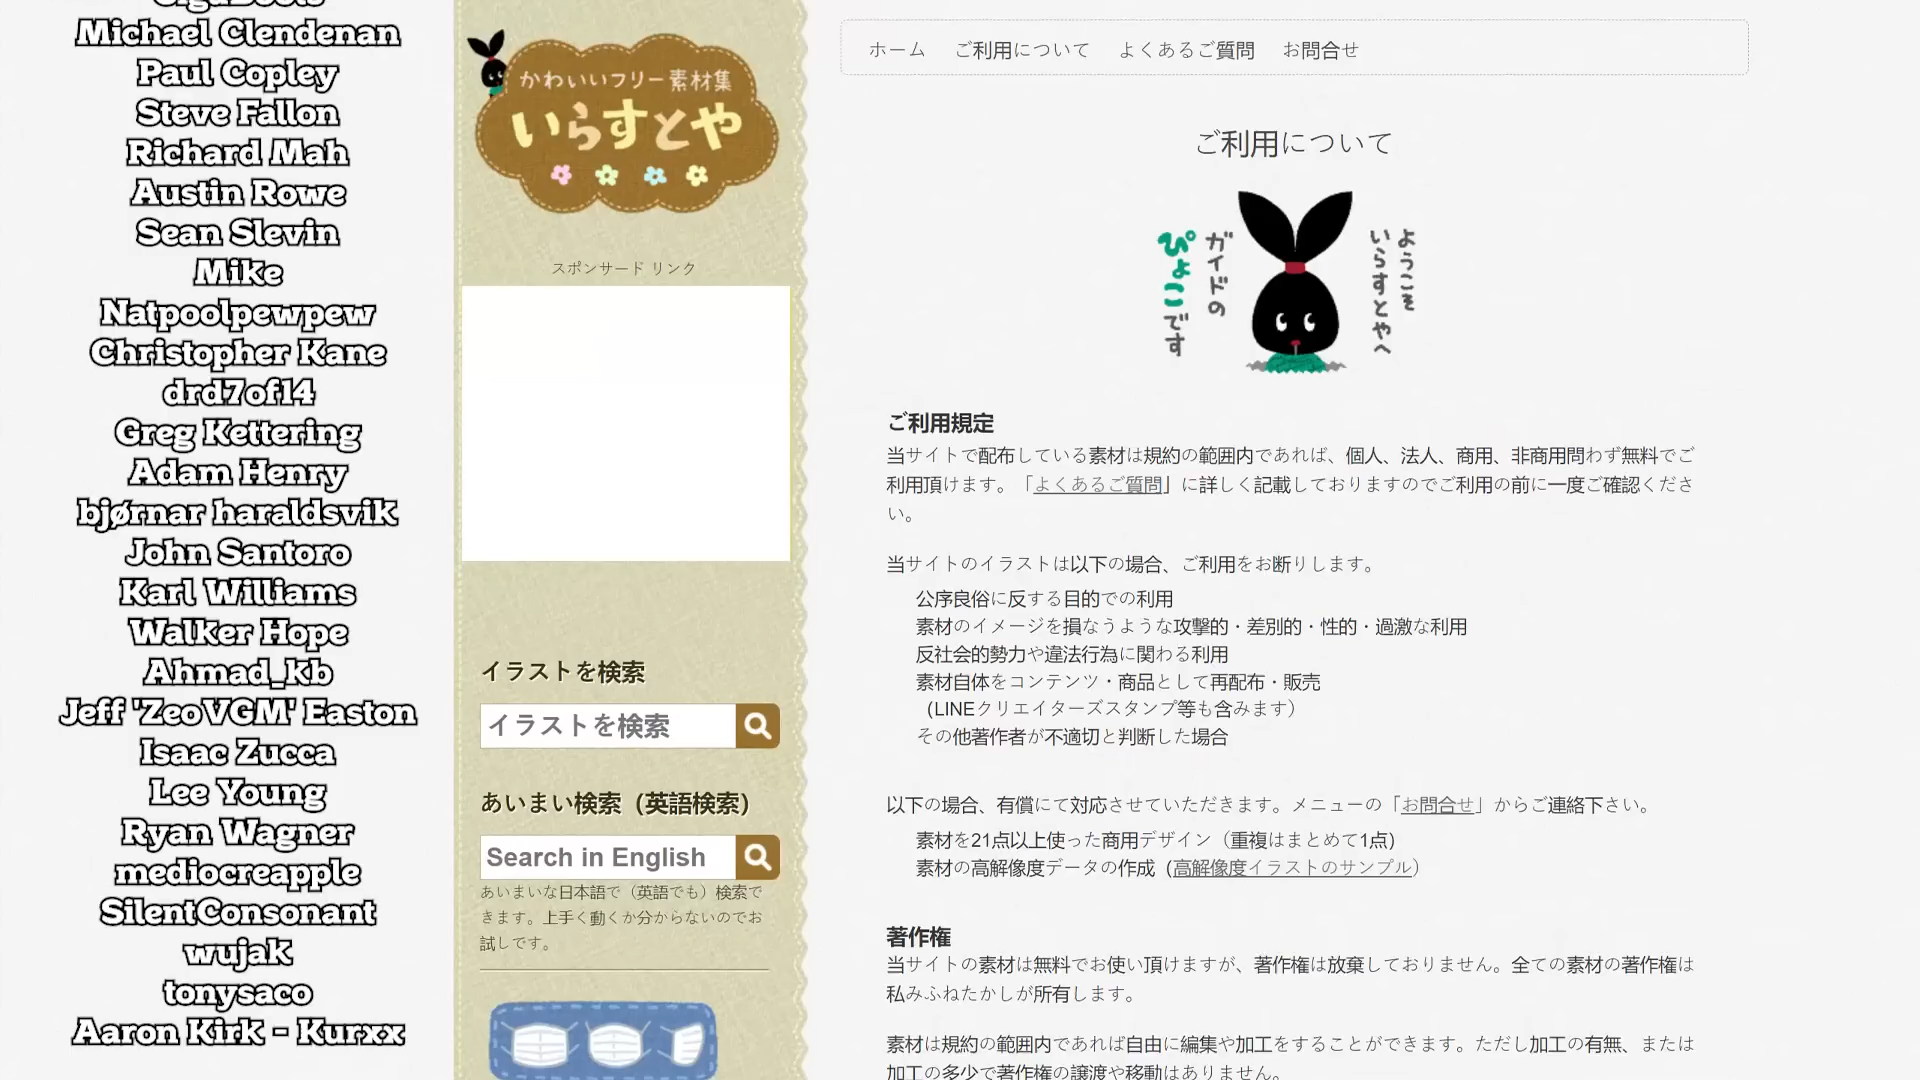 Michael Clendenan
Paul Copley
Steve Fallon
Richard Mah
Austin Rowe
Sean Slevin
Mike
Natpoolpewpew
Christopher Kane
drd7of14
Greg Kettering
Adam Henry
bjørnar haraldsvik
John Santoro
Karl Williams
Walker Hope
Ahmad_Kb
Jeff 'ZeoVGM' Easton
Isaac Zucca
Lee Young
Ryan Wagner
mediocreapple
SilentConsonant
wujak
tonysaco
Aaron Kirk - Kurxx
かわいいフリー素材集
いらすとや
スポンサード リンク
イラストを検索
イラストを検索
あいまい検索（英語検索）
Search in English
あいまいな日本語で（英語でも）検索で
きます。上手く動くか分からないのでお
試しです。
ホーム ご利用について よくあるご質問 お問合せ
ご利用について
ようこそ
いらすとやへ
ガイドの
ぴょこです
ご利用規定
当サイトで配布している素材は規約の範囲内であれば、個人、法人、商用、非商用問わず無料でご
利用頂けます。「よくあるご質問」に詳しく記載しておりますのでご利用の前に一度ご確認くださ
い。
当サイトのイラストは以下の場合、ご利用をお断りします。
公序良俗に反する目的での利用
素材のイメージを損なうような攻撃的・差別的・性的・過激な利用
反社会的勢力や違法行為に関わる利用
素材自体をコンテンツ・商品として再配布・販売
（LINEクリエイターズスタンプ等も含みます）
その他著作者が不適切と判断した場合
以下の場合、有償にて対応させていただきます。メニューの「お問合せ」からご連絡下さい。
素材を21点以上使った商用デザイン（重複はまとめて1点)
素材の高解像度データの作成（高解像度イラストのサンプル）
著作権
当サイトの素材は無料でお使い頂けますが、著作権は放棄しておりません。全ての素材の著作権は
私みふねたかしが所有します。
素材は規約の範囲内であれば自由に編集や加工をすることができます。ただし加工の有無、または
加工の多少で著作権の譲渡や移動はありません。